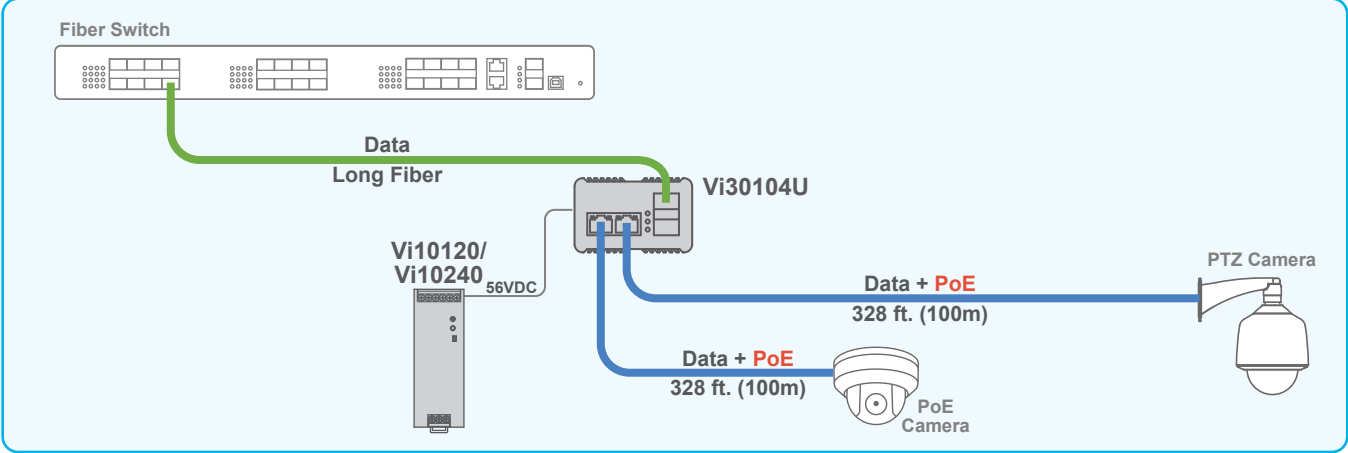 Fiber Switch
Data
Long Fiber
Vi30104U
Vi10120/
Vi10240
56VDC
PTZ Camera
Data + PoE
328 ft. (100m)
Data + PoE
328 ft. (100m)
PoE
Camera